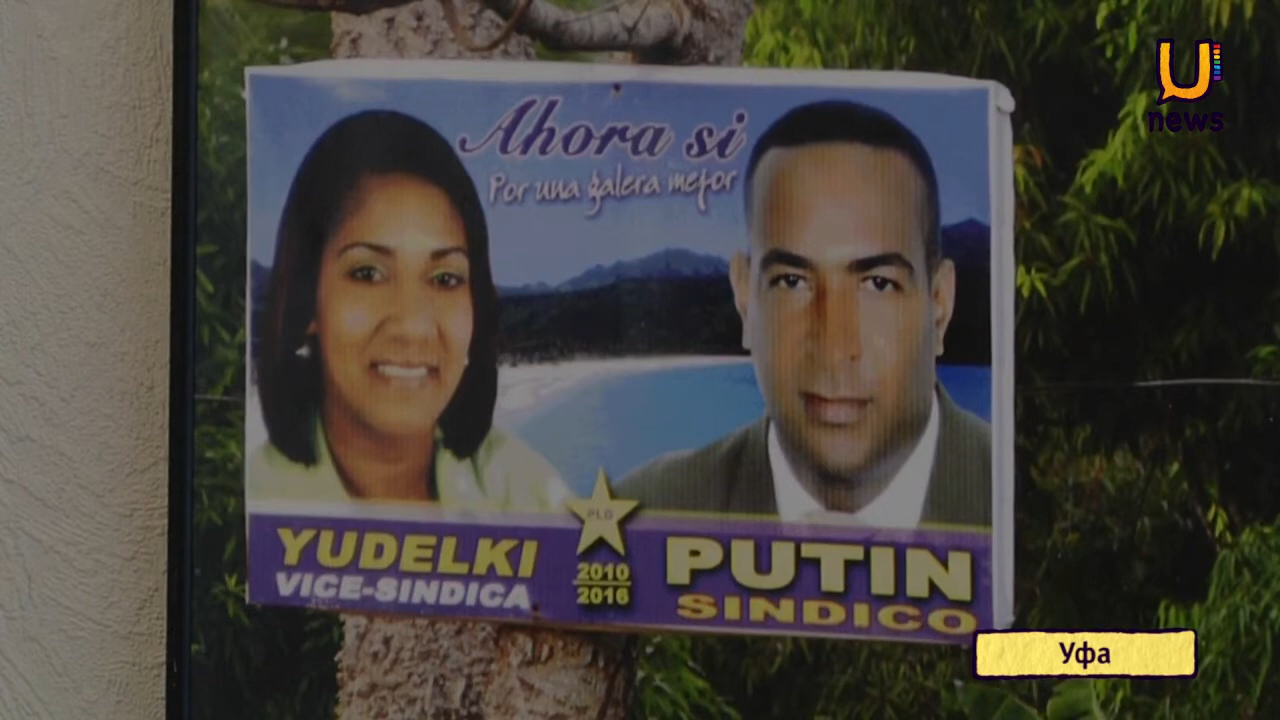 Ahora si
Por una galera mejor
YUDELKI
VICE-SINDICA
PLD
2010
2016
PUTIN
SINDICO
U
news
Уфа